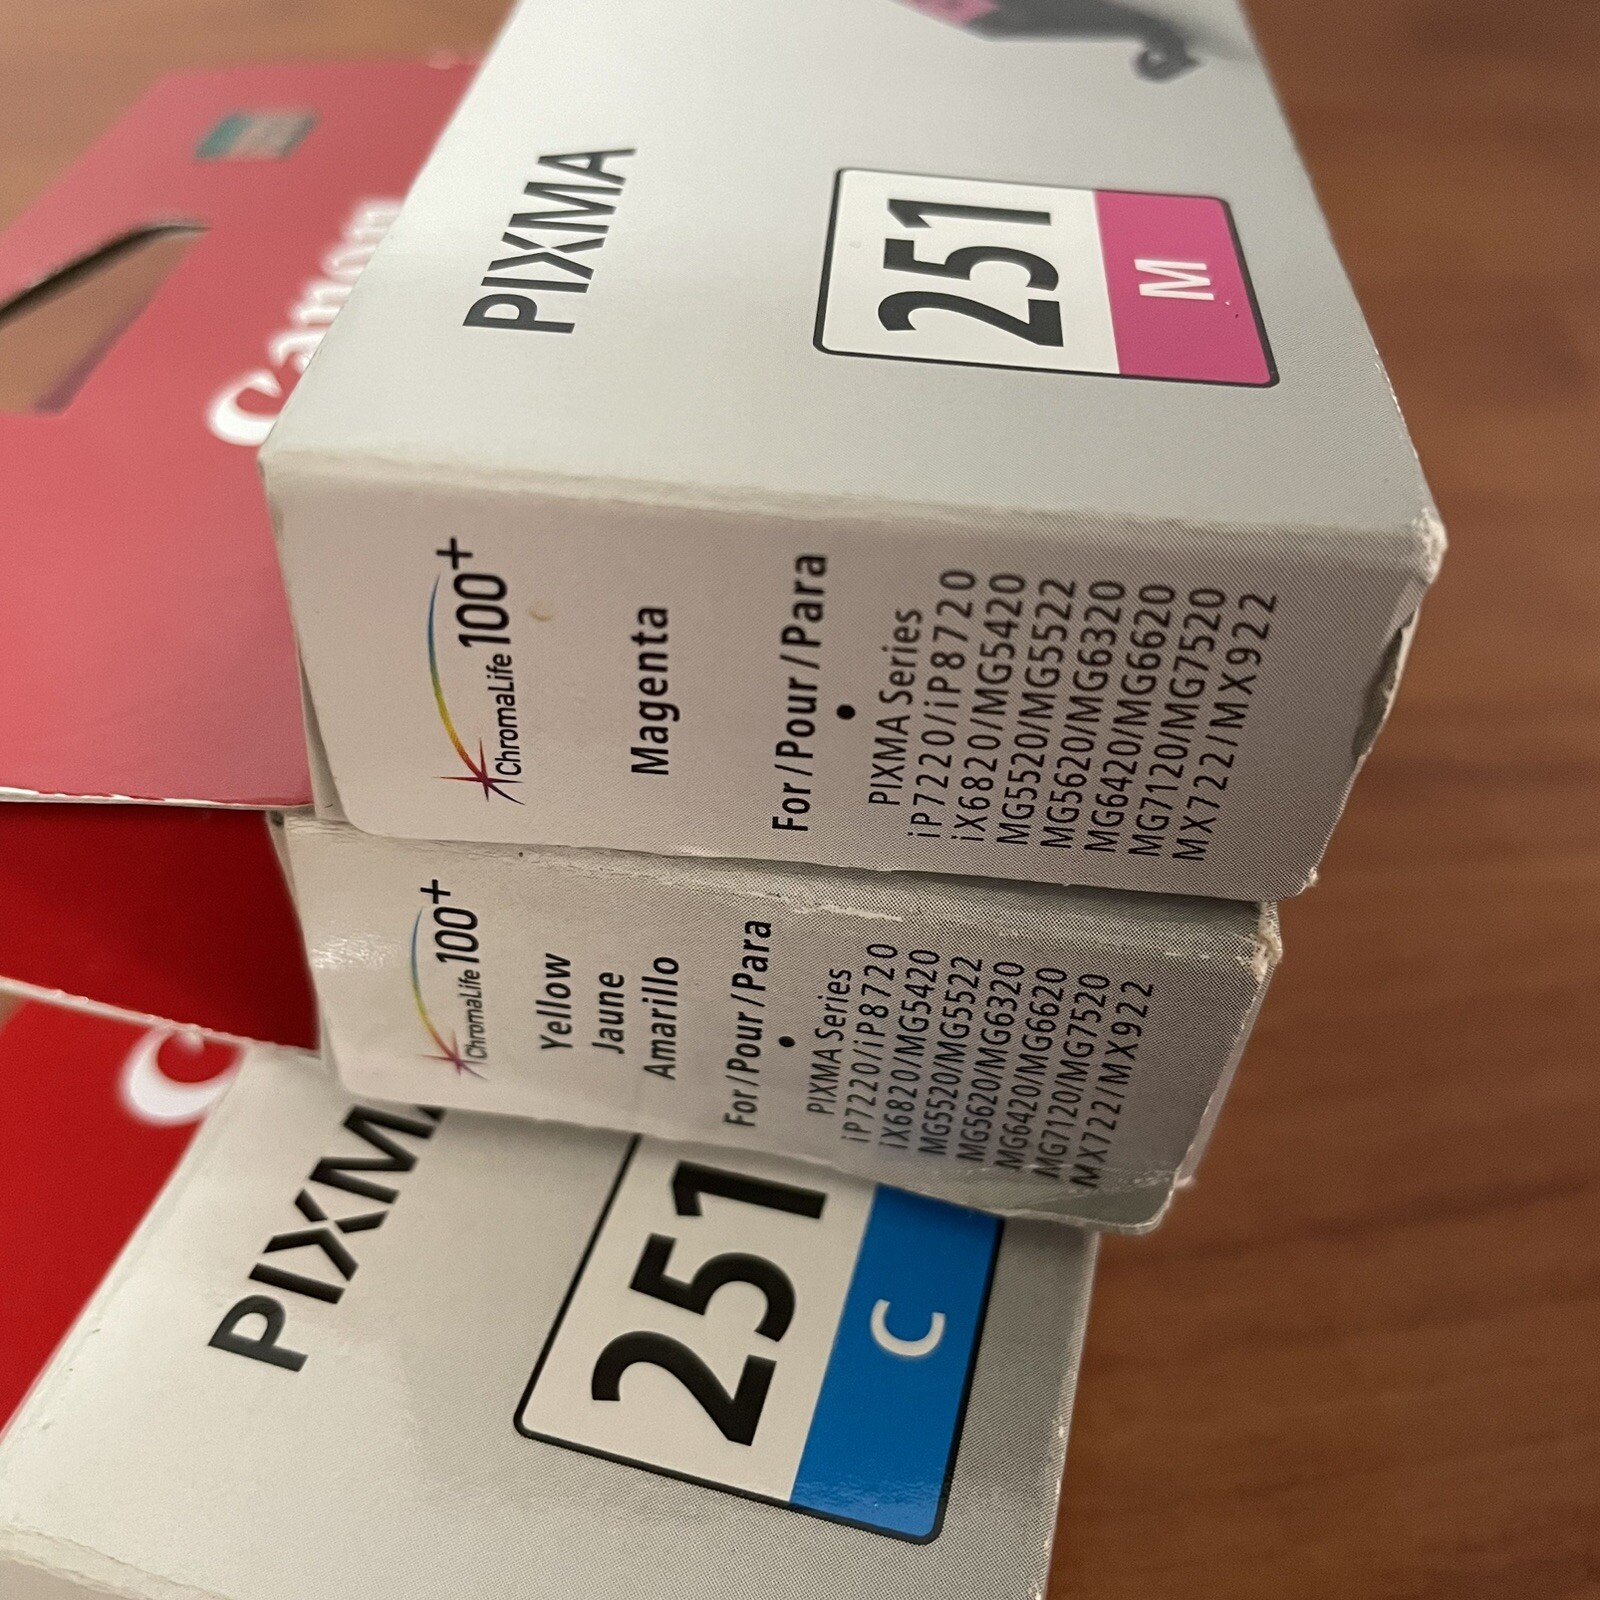 Canon
PIXMA
251
M
ChromaLife 100+
Magenta
For / Pour / Para
•
PIXMA Series
iP7220/iP8720
iX6820/MG5420
MG5520/MG5522
MG5620/MG6320
MG6420/MG6620
MG7120/MG7520
MX722/MX922
ChromaLife 100+
Yellow
Jaune
Amarillo
For / Pour / Para
•
PIXMA Series
iP7220/iP8720
iX6820/MG5420
MG5520/MG5522
MG5620/MG6320
MG6420/MG6620
MG7120/MG7520
MX722/MX922
C
PIXMA
251
C